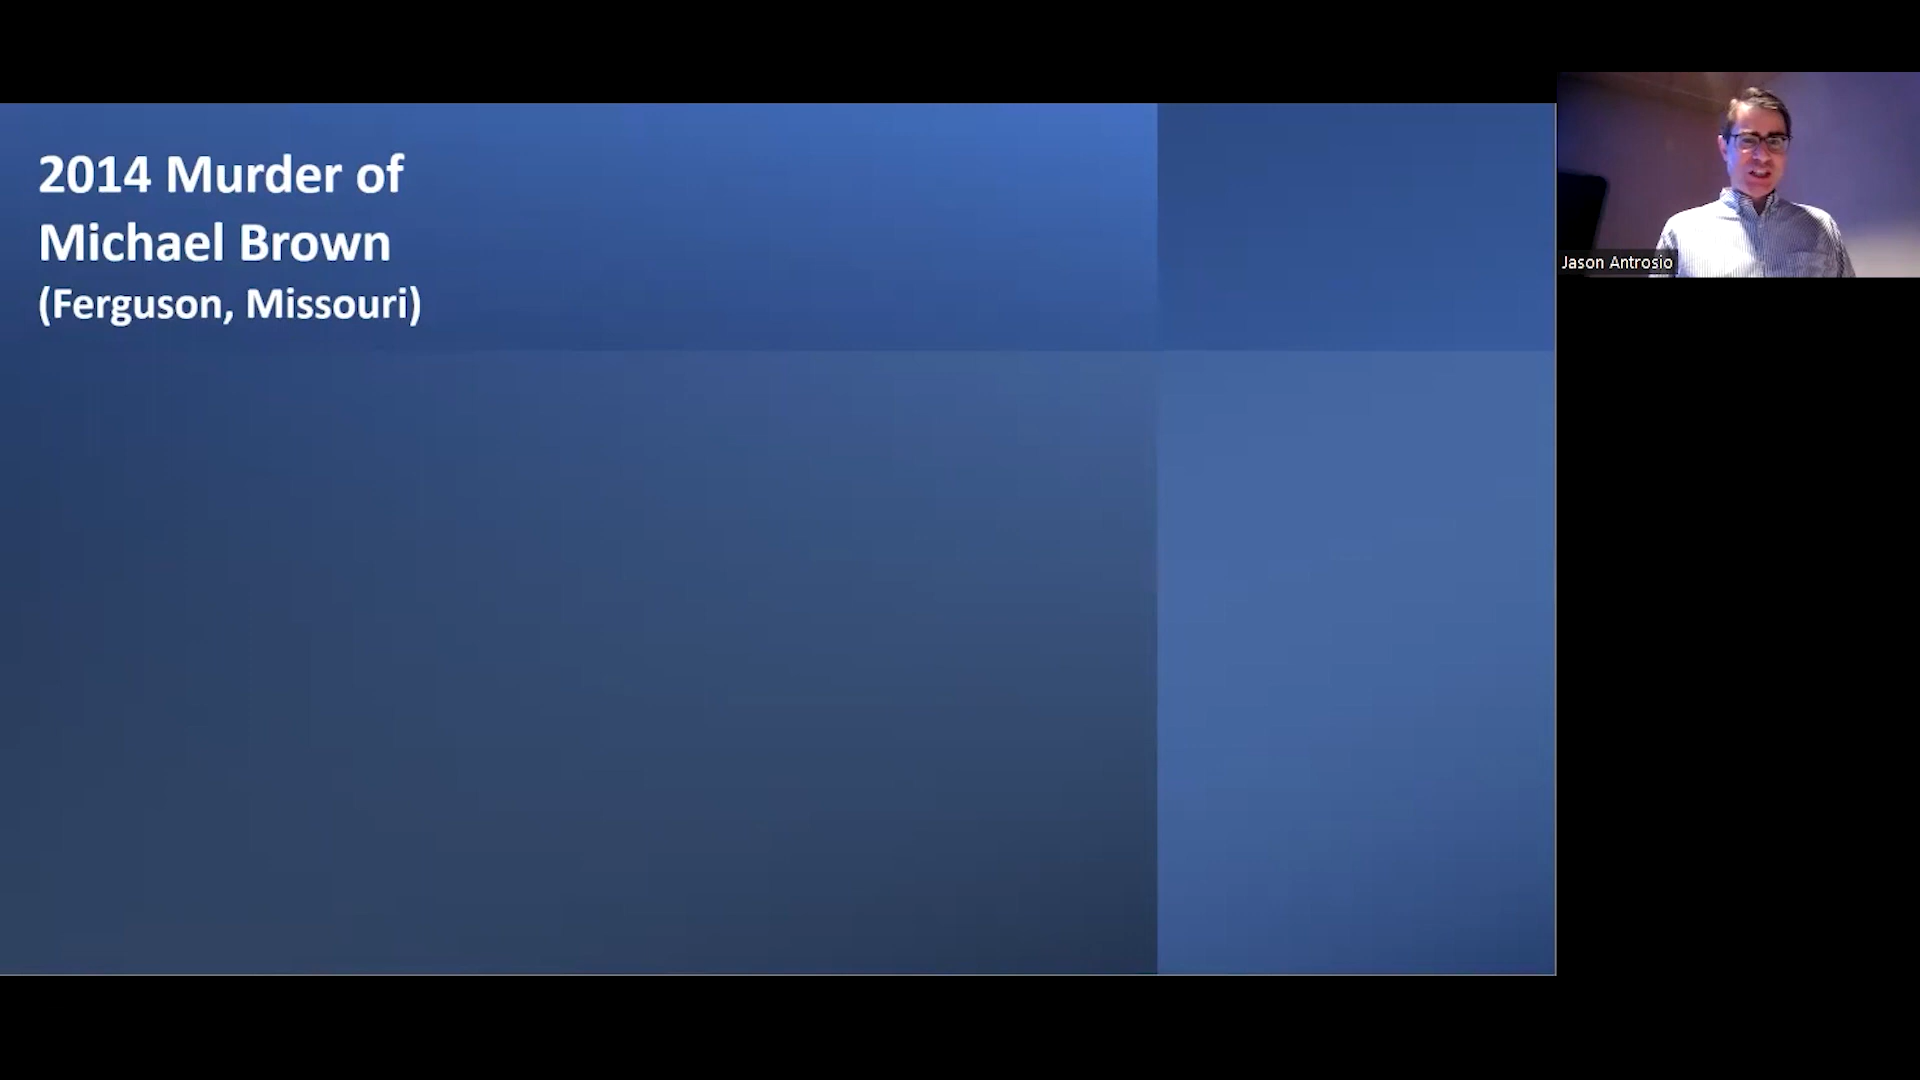 2014 Murder of
Michael Brown
(Ferguson, Missouri)
Jason Antrosio